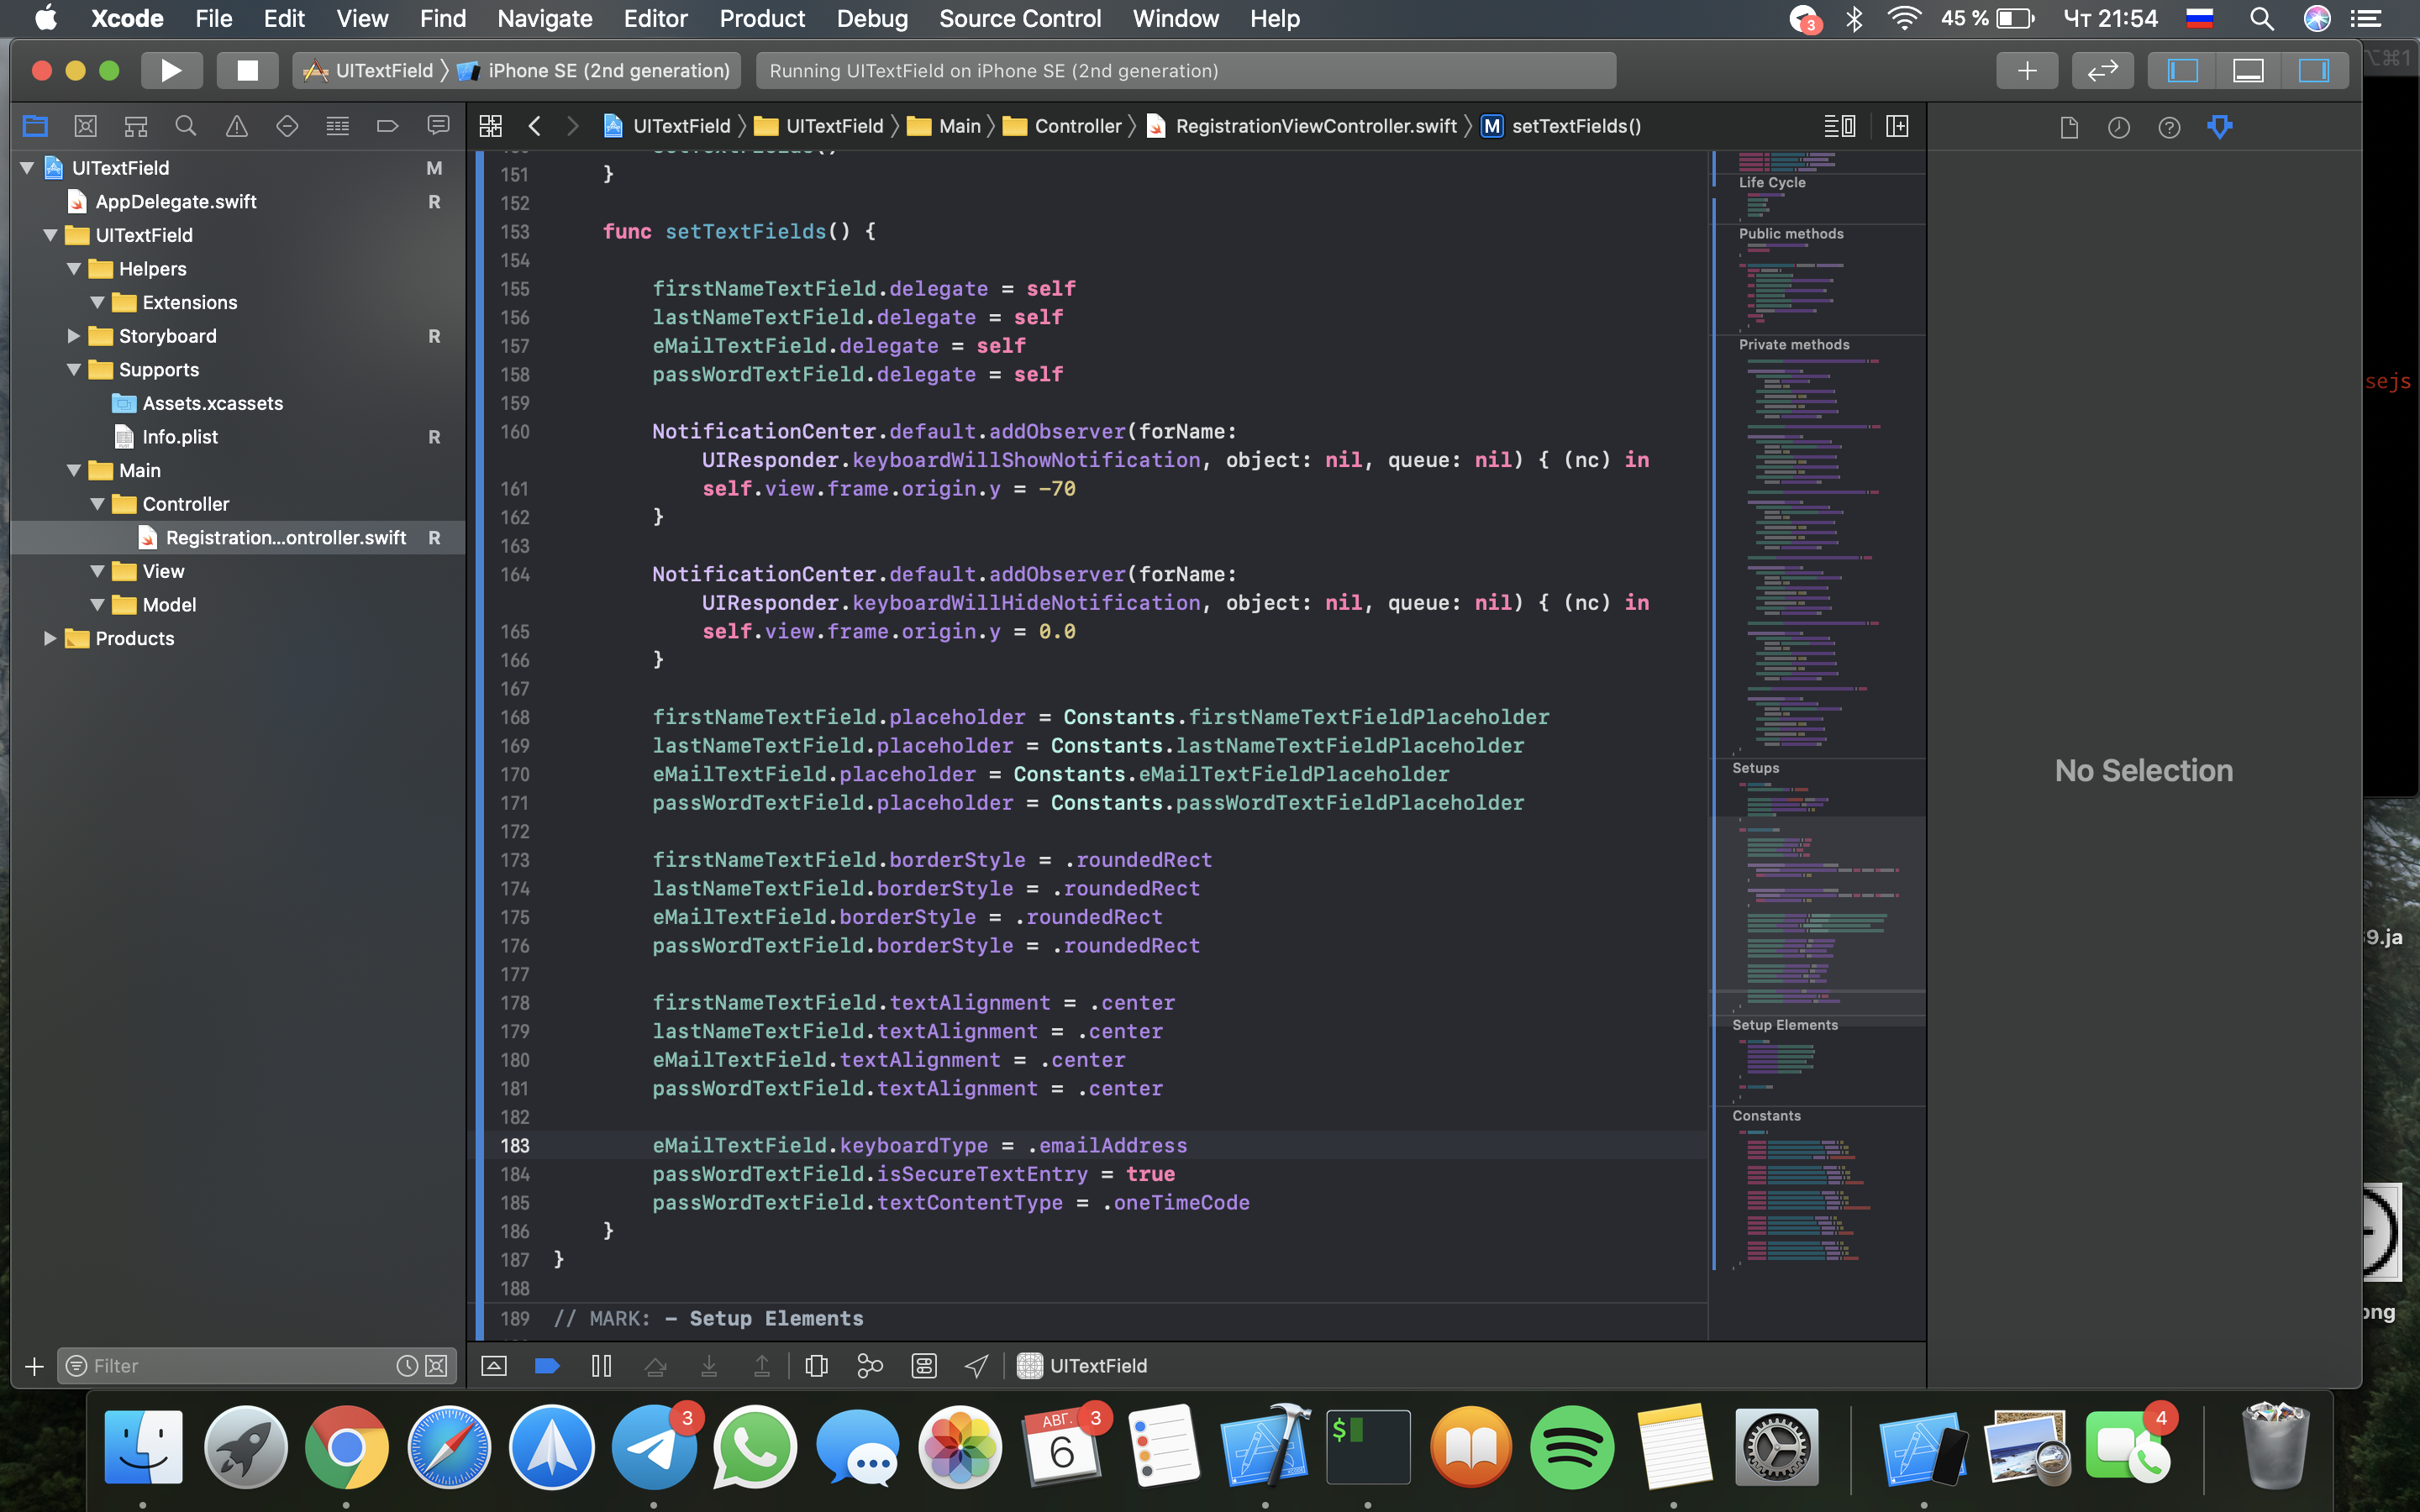 Xcode File Edit View Find Navigate Editor Product Debug Source Control Window Help 3 45 % Чт 21:54
UITextField iPhone SE (2nd generation) Running UITextField on iPhone SE (2nd generation) ⌥⌘1
UITextField UITextField Main Controller RegistrationViewController.swift M setTextFields()
UITextField M
AppDelegate.swift R
UITextField
Helpers
Extensions
Storyboard R
Supports
Assets.xcassets
Info.plist R
Main
Controller
Registration...ontroller.swift R
View
Model
Products
Filter
151 }
152
153 func setTextFields() {
154
155 firstNameTextField.delegate = self
156 lastNameTextField.delegate = self
157 eMailTextField.delegate = self
158 passWordTextField.delegate = self
159
160 NotificationCenter.default.addObserver(forName:
UIResponder.keyboardWillShowNotification, object: nil, queue: nil) { (nc) in
161 self.view.frame.origin.y = -70
162 }
163
164 NotificationCenter.default.addObserver(forName:
UIResponder.keyboardWillHideNotification, object: nil, queue: nil) { (nc) in
165 self.view.frame.origin.y = 0.0
166 }
167
168 firstNameTextField.placeholder = Constants.firstNameTextFieldPlaceholder
169 lastNameTextField.placeholder = Constants.lastNameTextFieldPlaceholder
170 eMailTextField.placeholder = Constants.eMailTextFieldPlaceholder
171 passWordTextField.placeholder = Constants.passWordTextFieldPlaceholder
172
173 firstNameTextField.borderStyle = .roundedRect
174 lastNameTextField.borderStyle = .roundedRect
175 eMailTextField.borderStyle = .roundedRect
176 passWordTextField.borderStyle = .roundedRect
177
178 firstNameTextField.textAlignment = .center
179 lastNameTextField.textAlignment = .center
180 eMailTextField.textAlignment = .center
181 passWordTextField.textAlignment = .center
182
183 eMailTextField.keyboardType = .emailAddress
184 passWordTextField.isSecureTextEntry = true
185 passWordTextField.textContentType = .oneTimeCode
186 }
187 }
188
189 // MARK: - Setup Elements
UITextField
Life Cycle
Public methods
Private methods
Setups
Setup Elements
Constants
No Selection
sejs
9.ja
png
3 АВГ. 6 3 $ 4